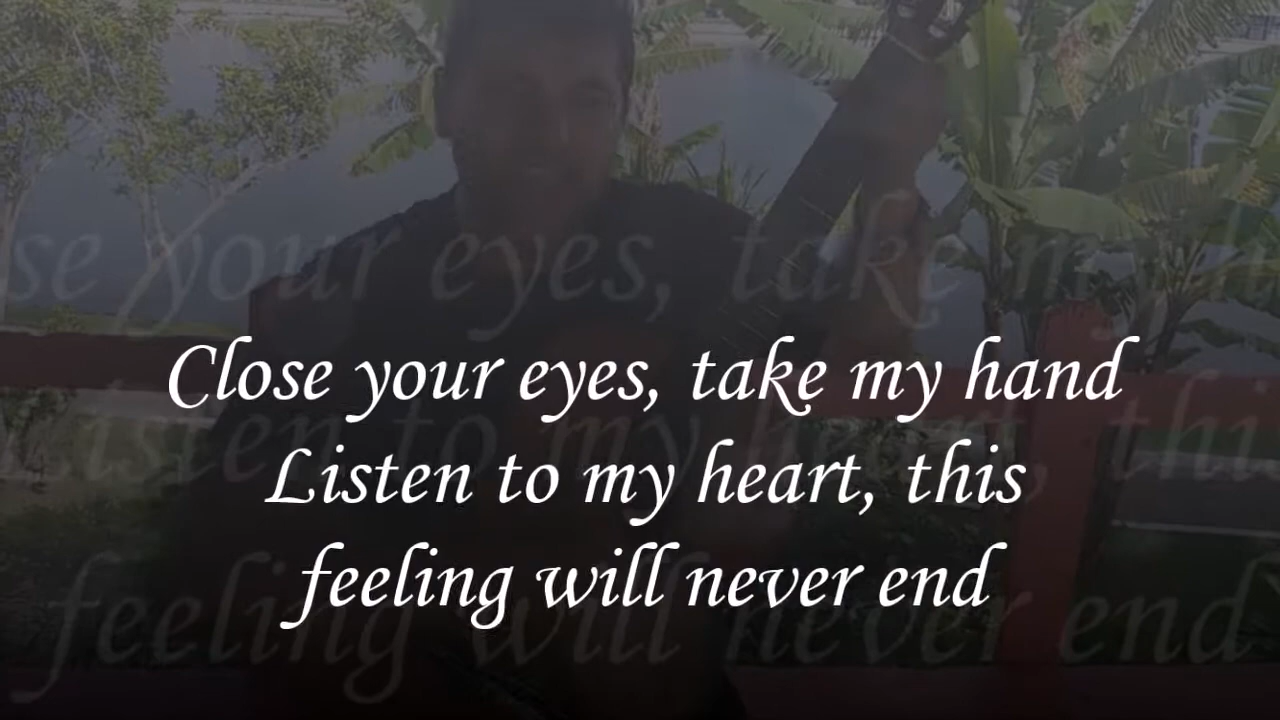 Close your eyes, take my hand
Listen to my heart, this
feeling will never end